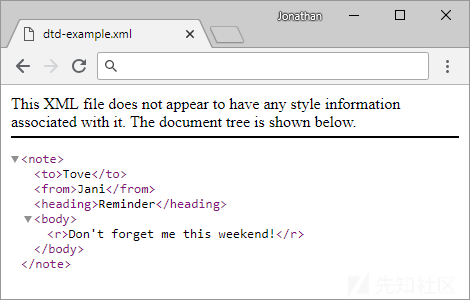 Jonathan
dtd-example.xml
This XML file does not appear to have any style information
associated with it. The document tree is shown below.
<note>
<to>Tove</to>
<from>Jani</from>
<heading>Reminder</heading>
<body>
<r>Don't forget me this weekend!</r>
</body>
</note>
先知社区